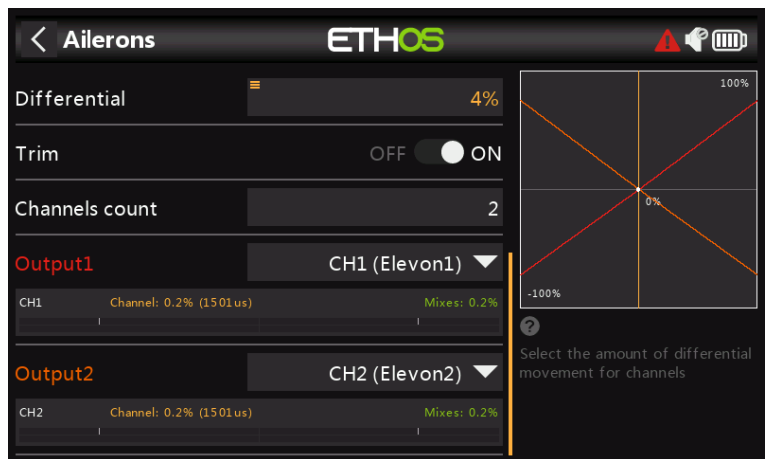 Ailerons
ETHOS
Differential
4%
Trim
OFF ON
Channels count
2
Output1
CH1 (Elevon1)
CH1 Channel: 0.2% (1501us) Mixes: 0.2%
Output2
CH2 (Elevon2)
CH2 Channel: 0.2% (1501us) Mixes: 0.2%
100%
0%
-100%
?
Select the amount of differential
movement for channels